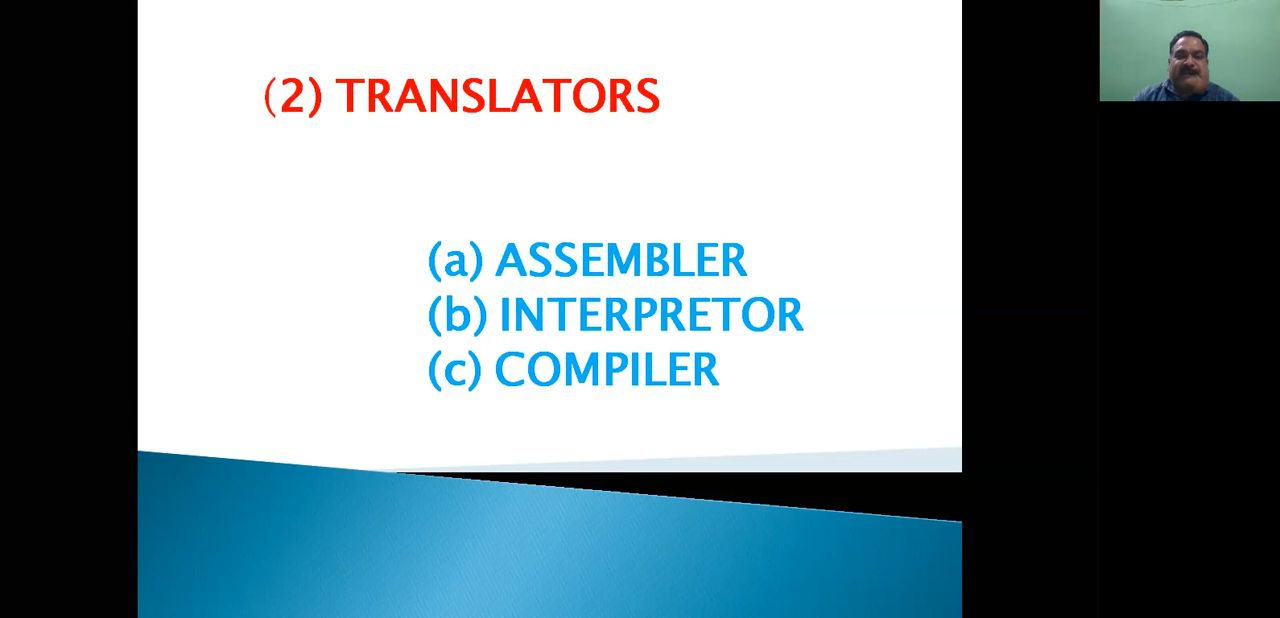 (2) TRANSLATORS
(a) ASSEMBLER
(b) INTERPRETOR
(c) COMPILER